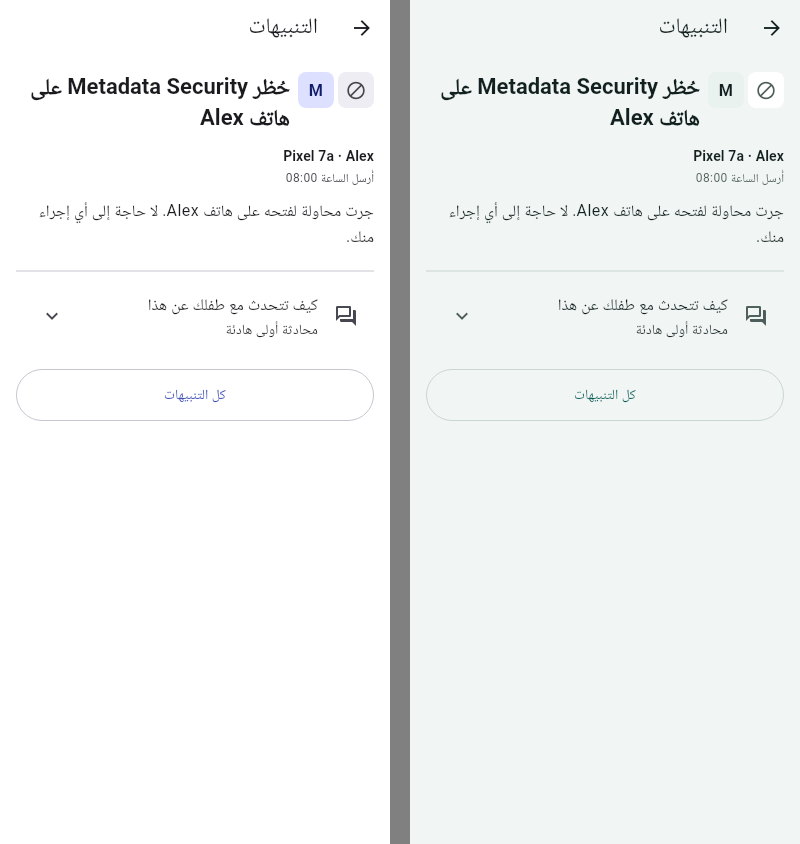 التنبيهات
M
حُظر Metadata Security على
هاتف Alex
Pixel 7a · Alex
أرسل الساعة 08:00
جرت محاولة لفتحه على هاتف Alex. لا حاجة إلى أي إجراء
منك.
كيف تتحدث مع طفلك عن هذا
محادثة أولى هادئة
كل التنبيهات
التنبيهات
M
حُظر Metadata Security على
هاتف Alex
Pixel 7a · Alex
أرسل الساعة 08:00
جرت محاولة لفتحه على هاتف Alex. لا حاجة إلى أي إجراء
منك.
كيف تتحدث مع طفلك عن هذا
محادثة أولى هادئة
كل التنبيهات